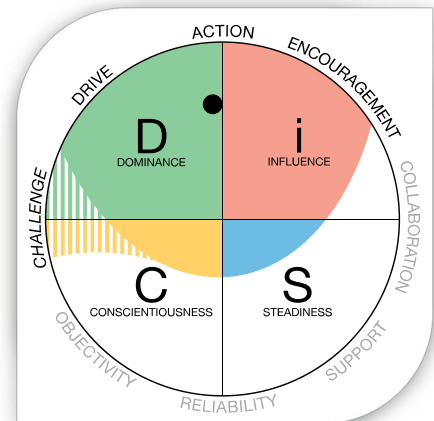 ACTION
DRIVE
ENCOURAGEMENT
D
DOMINANCE
i
INFLUENCE
CHALLENGE
COLLABORATION
C
CONSCIENTIOUSNESS
S
STEADINESS
OBJECTIVITY
SUPPORT
RELIABILITY